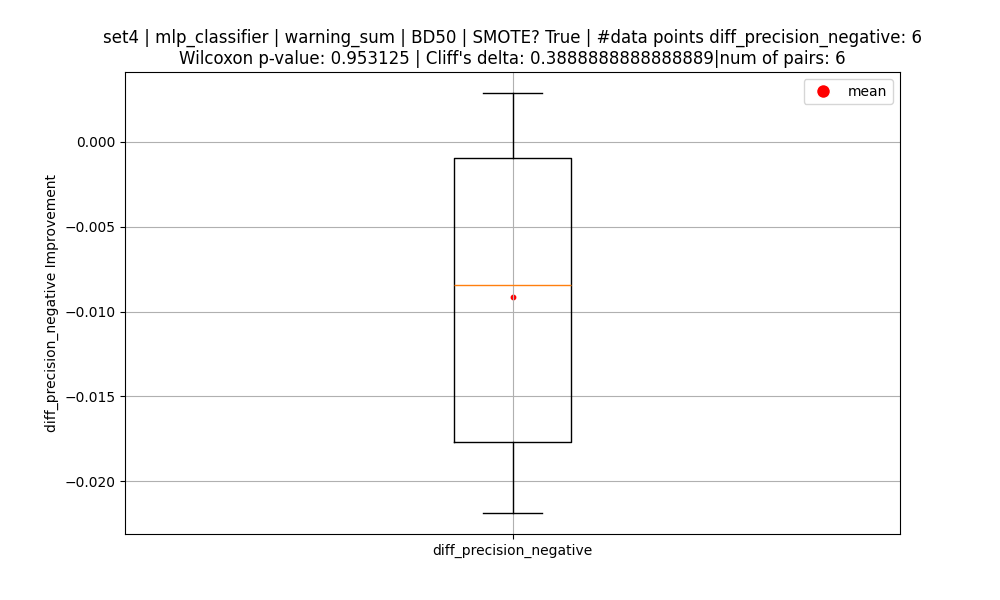 set4 | mlp_classifier | warning_sum | BD50 | SMOTE? True | #data points diff_precision_negative: 6
Wilcoxon p-value: 0.953125 | Cliff's delta: 0.3888888888888889|num of pairs: 6
mean
0.000
−0.005
−0.010
−0.015
−0.020
diff_precision_negative Improvement
diff_precision_negative